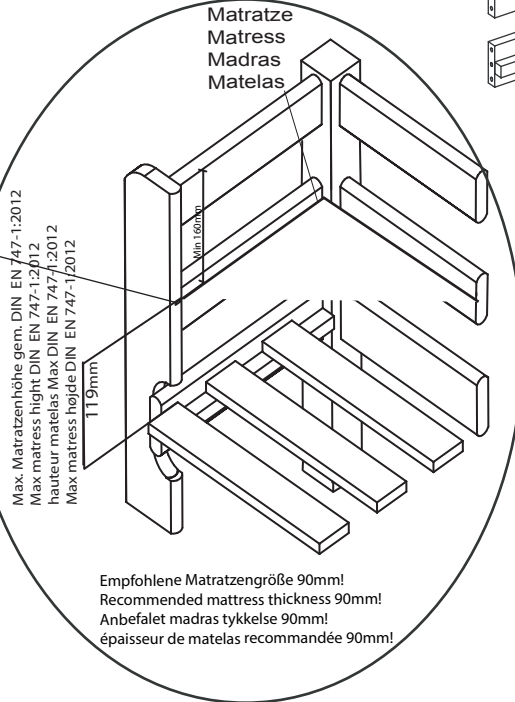 Matratze
Matress
Madras
Matelas
Min 160mm
Max. Matratzenhöhe gem. DIN EN 747-1:2012
Max matress hight DIN EN 747-1:2012
hauteur matelas Max DIN EN 747-1:2012
Max matress højde DIN EN 747-1:2012
119mm
Empfohlene Matratzengröße 90mm!
Recommended mattress thickness 90mm!
Anbefalet madras tykkelse 90mm!
épaisseur de matelas recommandée 90mm!